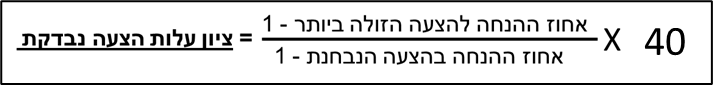 אחוז ההנחה להצעה הזולה ביותר - 1
ציון עלות הצעה נבדקת = X 40
אחוז ההנחה בהצעה הנבחנת - 1